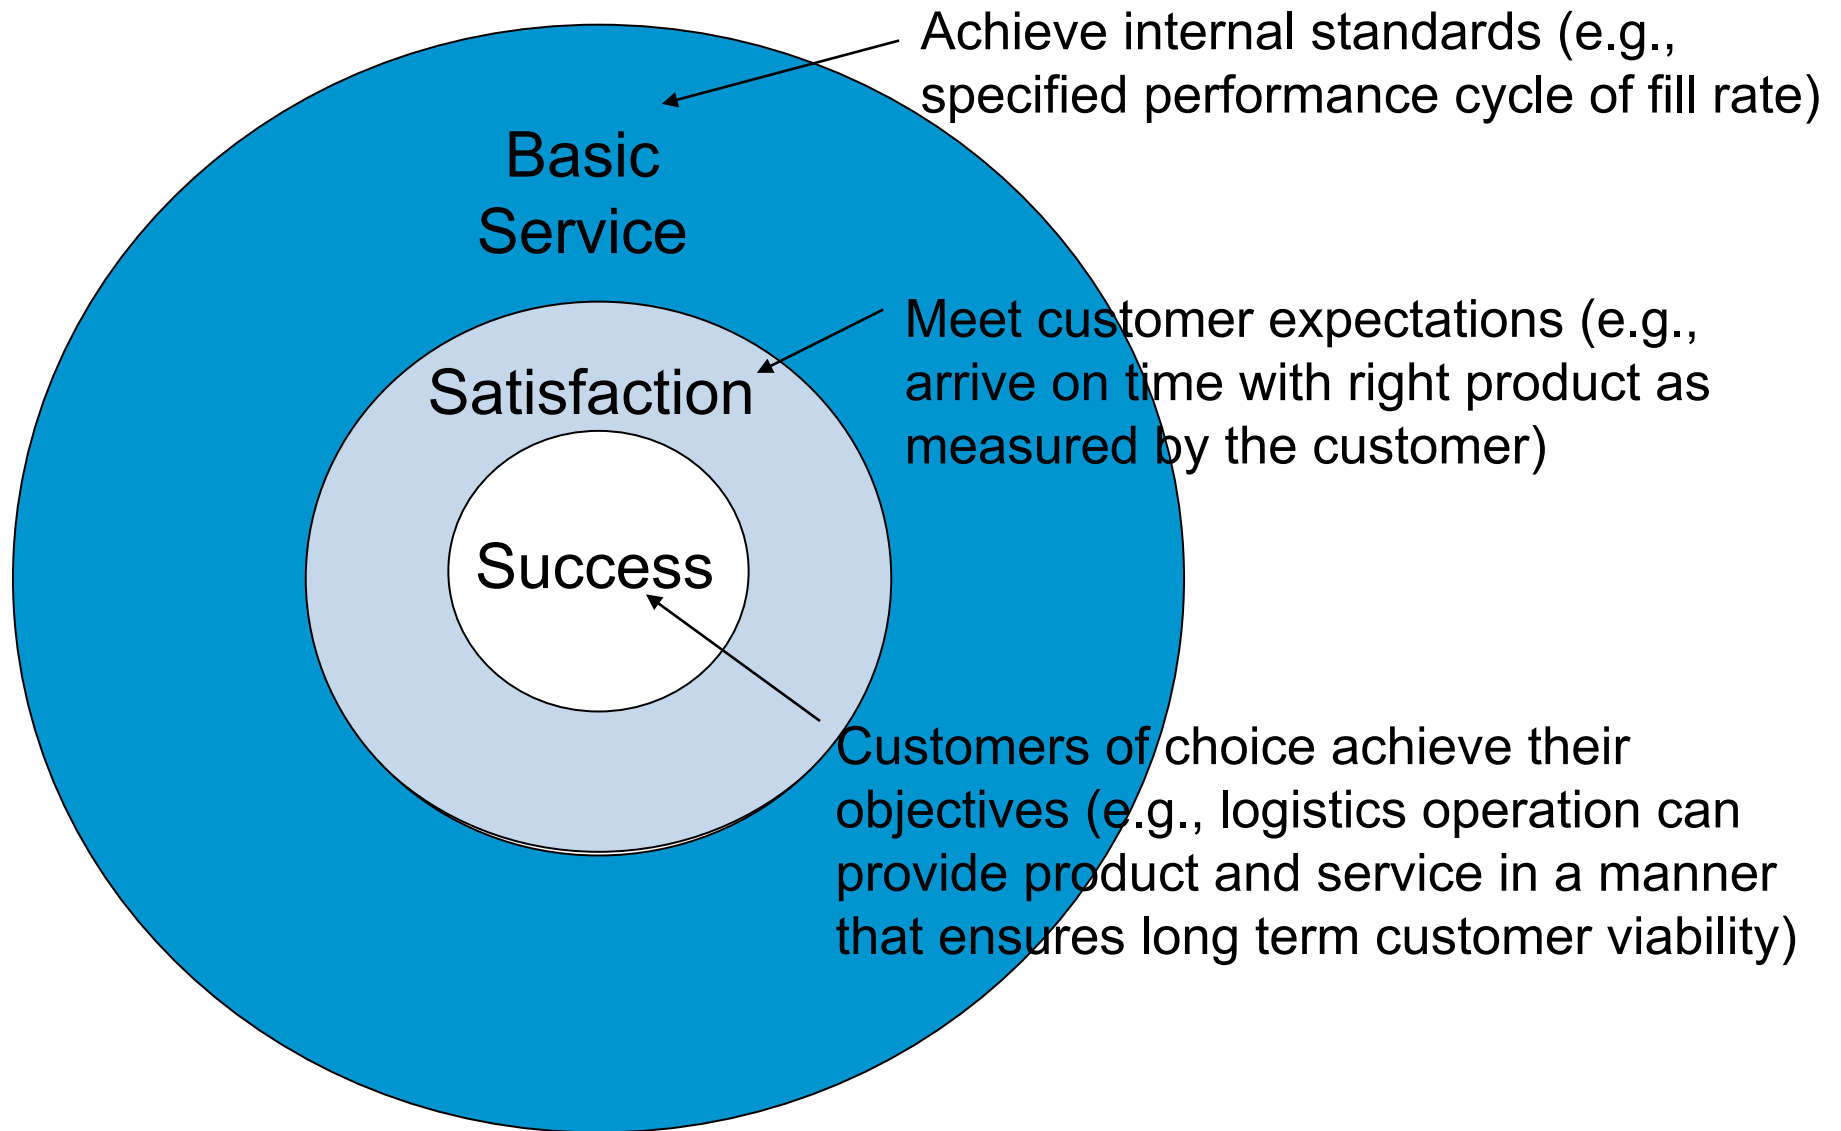 Achieve internal standards (e.g.,
specified performance cycle of fill rate)
Basic
Service
Meet customer expectations (e.g.,
arrive on time with right product as
measured by the customer)
Satisfaction
Success
Customers of choice achieve their
objectives (e.g., logistics operation can
provide product and service in a manner
that ensures long term customer viability)